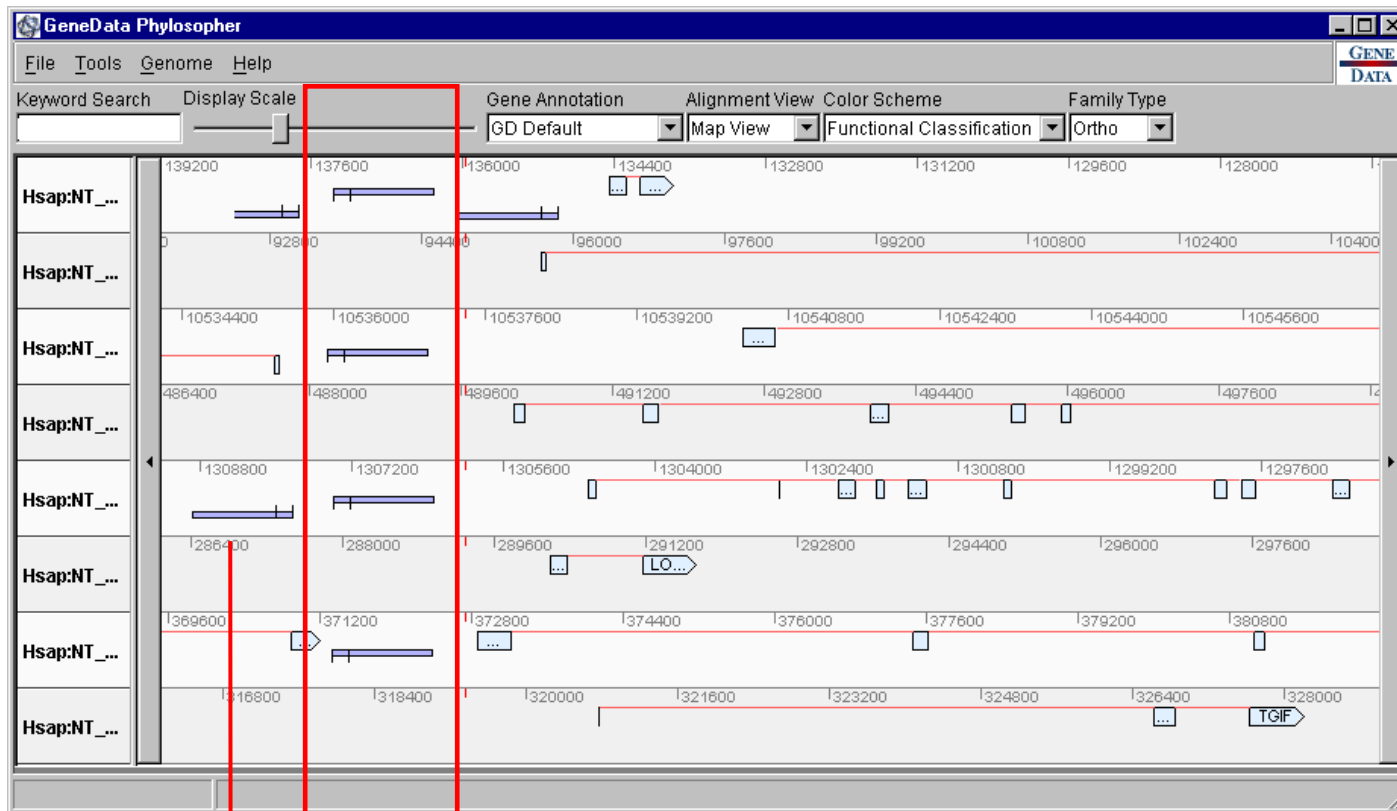 GeneData Phylosopher
File Tools Genome Help
GENE
DATA
Keyword Search Display Scale Gene Annotation Alignment View Color Scheme Family Type
GD Default Map View Functional Classification Ortho
Hsap:NT_...
139200 137600 136000 134400 132800 131200 129600 128000
... ...
Hsap:NT_...
92800 94400 96000 97600 99200 100800 102400 10400
Hsap:NT_...
10534400 10536000 10537600 10539200 10540800 10542400 10544000 10545600
...
Hsap:NT_...
486400 488000 489600 491200 492800 494400 496000 497600
...
Hsap:NT_...
1308800 1307200 1305600 1304000 1302400 1300800 1299200 1297600
... ... ...
Hsap:NT_...
286400 288000 289600 291200 292800 294400 296000 297600
... LO...
Hsap:NT_...
369600 371200 372800 374400 376000 377600 379200 380800
... ...
Hsap:NT_...
316800 318400 320000 321600 323200 324800 326400 328000
... TGIF